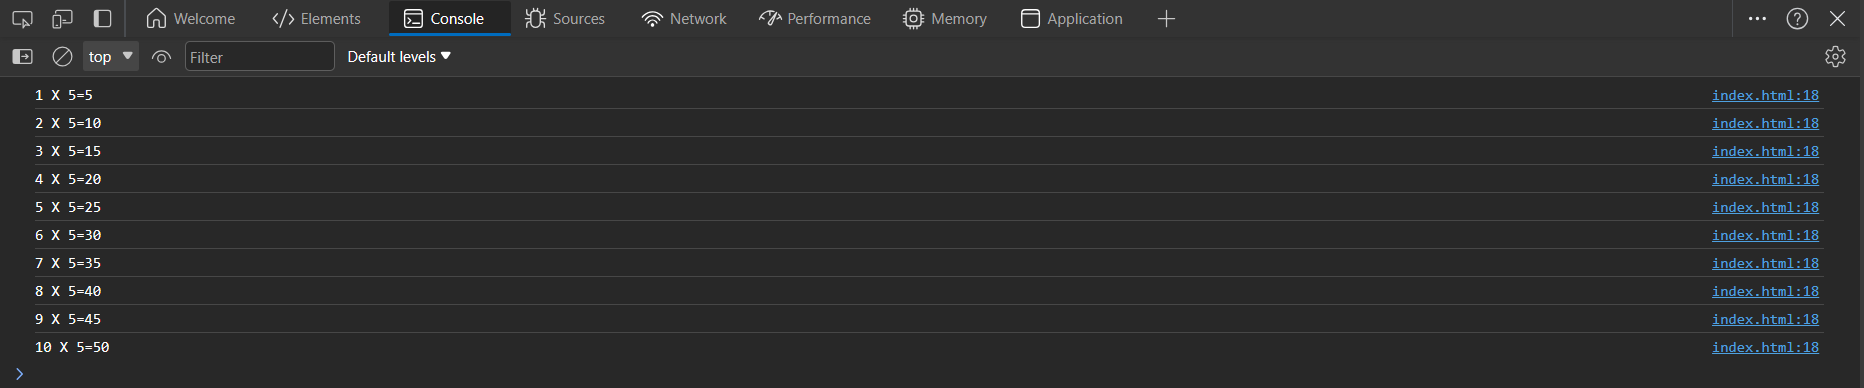 Welcome Elements Console Sources Network Performance Memory Application
top Filter Default levels
1 X 5=5 index.html:18
2 X 5=10 index.html:18
3 X 5=15 index.html:18
4 X 5=20 index.html:18
5 X 5=25 index.html:18
6 X 5=30 index.html:18
7 X 5=35 index.html:18
8 X 5=40 index.html:18
9 X 5=45 index.html:18
10 X 5=50 index.html:18